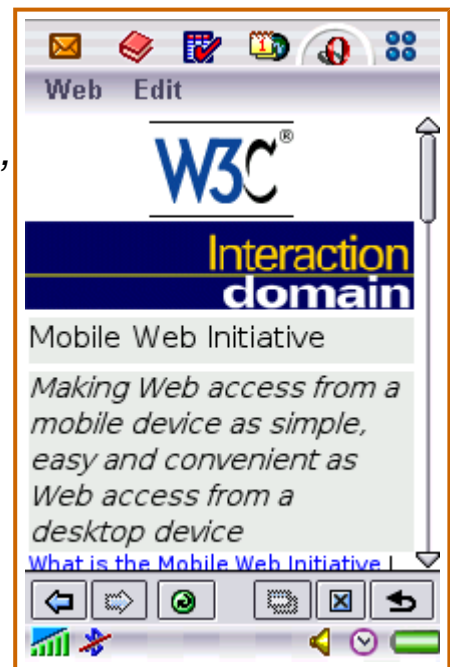 Web Edit
W3C®
Interaction
domain
Mobile Web Initiative
Making Web access from a
mobile device as simple,
easy and convenient as
Web access from a
desktop device
What is the Mobile Web Initiative |